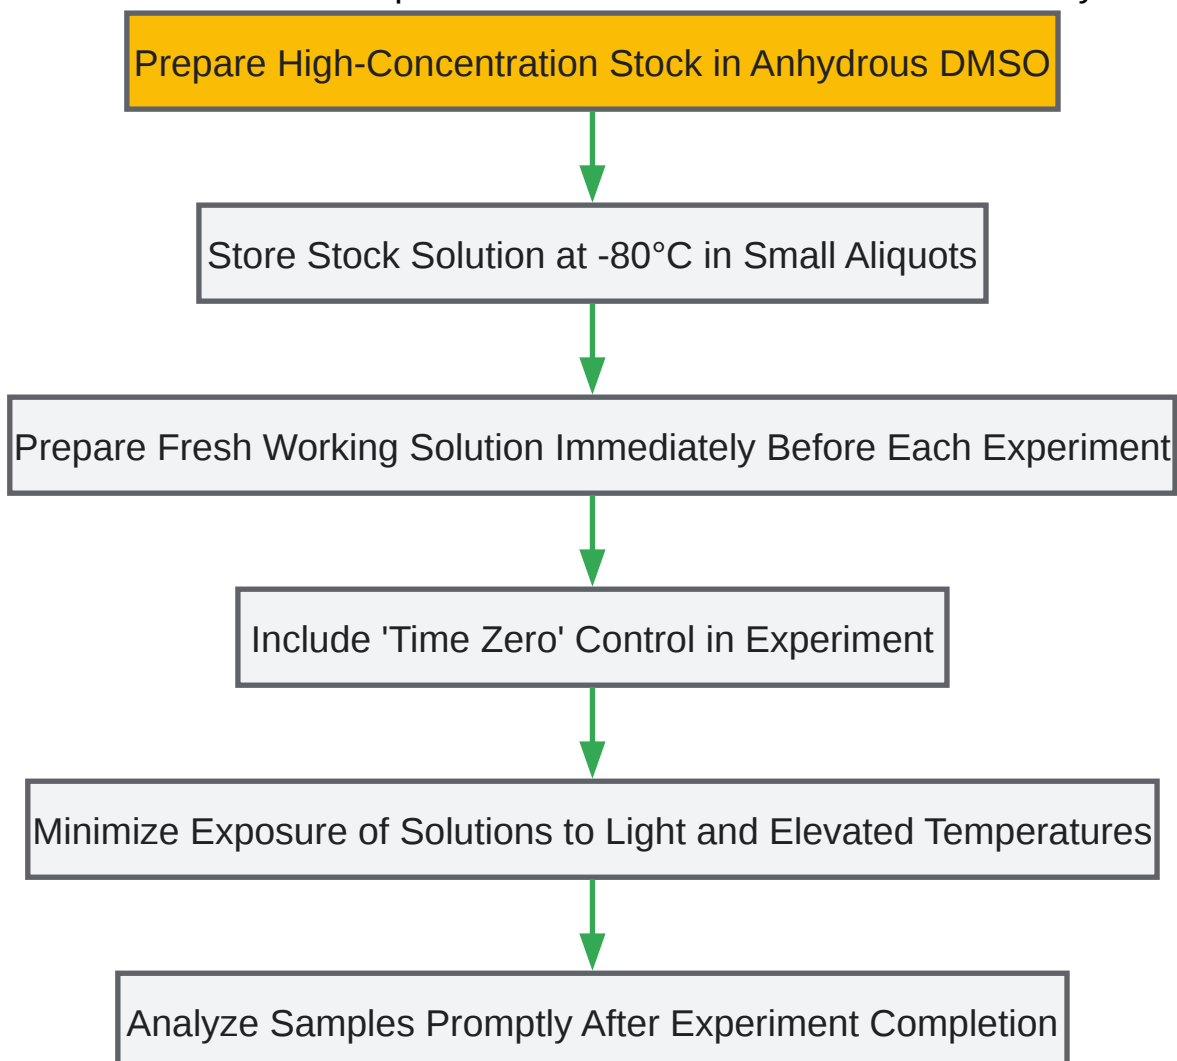 Prepare High-Concentration Stock in Anhydrous DMSO
Store Stock Solution at -80°C in Small Aliquots
Prepare Fresh Working Solution Immediately Before Each Experiment
Include 'Time Zero' Control in Experiment
Minimize Exposure of Solutions to Light and Elevated Temperatures
Analyze Samples Promptly After Experiment Completion